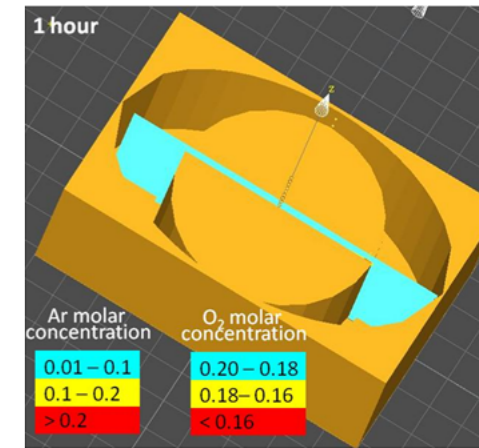 1 hour
z
Ar molar
concentration
0.01 – 0.1
0.1 – 0.2
> 0.2
O₂ molar
concentration
0.20 – 0.18
0.18– 0.16
< 0.16